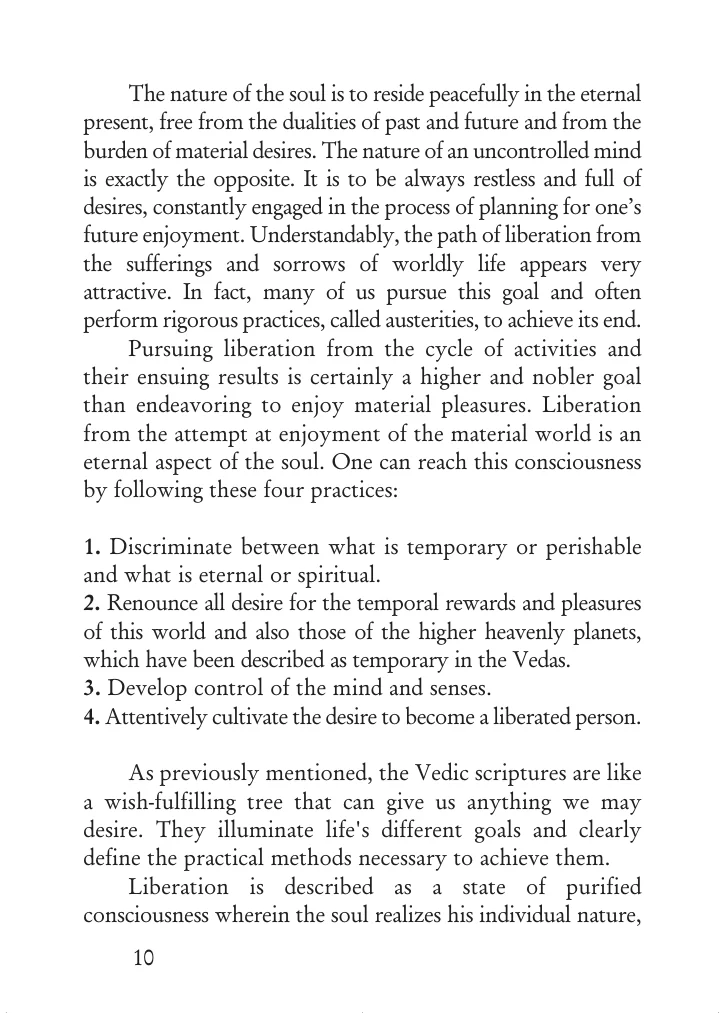 The nature of the soul is to reside peacefully in the eternal
present, free from the dualities of past and future and from the
burden of material desires. The nature of an uncontrolled mind
is exactly the opposite. It is to be always restless and full of
desires, constantly engaged in the process of planning for one’s
future enjoyment. Understandably, the path of liberation from
the sufferings and sorrows of worldly life appears very
attractive. In fact, many of us pursue this goal and often
perform rigorous practices, called austerities, to achieve its end.
Pursuing liberation from the cycle of activities and
their ensuing results is certainly a higher and nobler goal
than endeavoring to enjoy material pleasures. Liberation
from the attempt at enjoyment of the material world is an
eternal aspect of the soul. One can reach this consciousness
by following these four practices:
1. Discriminate between what is temporary or perishable
and what is eternal or spiritual.
2. Renounce all desire for the temporal rewards and pleasures
of this world and also those of the higher heavenly planets,
which have been described as temporary in the Vedas.
3. Develop control of the mind and senses.
4. Attentively cultivate the desire to become a liberated person.
As previously mentioned, the Vedic scriptures are like
a wish-fulfilling tree that can give us anything we may
desire. They illuminate life's different goals and clearly
define the practical methods necessary to achieve them.
Liberation is described as a state of purified
consciousness wherein the soul realizes his individual nature,
10